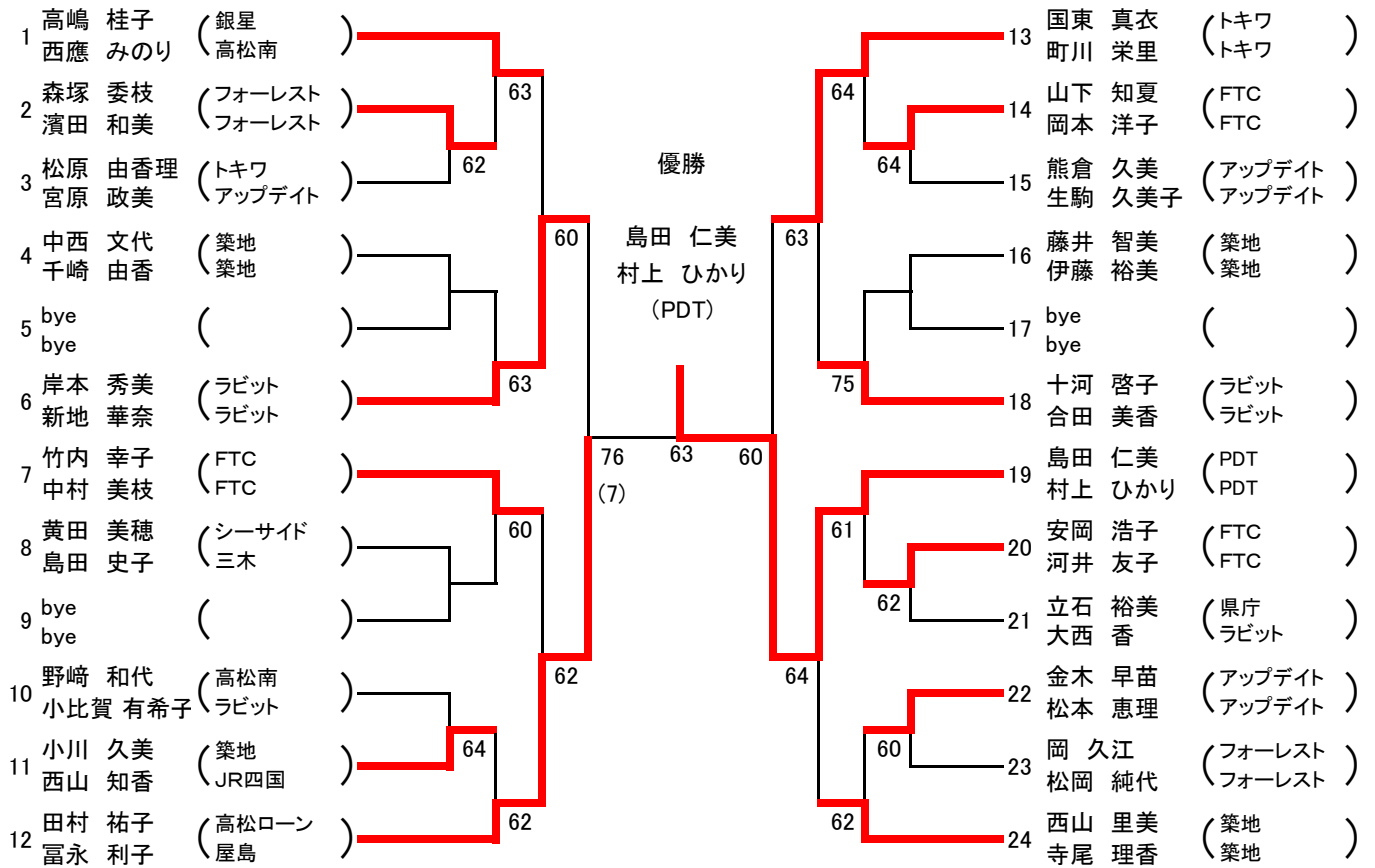 1 高嶋 桂子 (銀星
西應 みのり 高松南)
2 森塚 委枝 (フォーレスト
濱田 和美 フォーレスト)
3 松原 由香理 (トキワ
宮原 政美 アップデイト)
4 中西 文代 (築地
千崎 由香 築地)
5 bye (
bye )
6 岸本 秀美 (ラビット
新地 華奈 ラビット)
7 竹内 幸子 (FTC
中村 美枝 FTC)
8 黄田 美穂 (シーサイド
島田 史子 三木)
9 bye (
bye )
10 野﨑 和代 (高松南
小比賀 有希子 ラビット)
11 小川 久美 (築地
西山 知香 JR四国)
12 田村 祐子 (高松ローン
冨永 利子 屋島)
63
62
60
63
60
62
64
62
76
(7)
優勝
島田 仁美
村上 ひかり
(PDT)
63
60
64
64
63
75
61
62
64
60
62
13 国東 真衣 (トキワ
町川 栄里 トキワ)
14 山下 知夏 (FTC
岡本 洋子 FTC)
15 熊倉 久美 (アップデイト
生駒 久美子 アップデイト)
16 藤井 智美 (築地
伊藤 裕美 築地)
17 bye (
bye )
18 十河 啓子 (ラビット
合田 美香 ラビット)
19 島田 仁美 (PDT
村上 ひかり PDT)
20 安岡 浩子 (FTC
河井 友子 FTC)
21 立石 裕美 (県庁
大西 香 ラビット)
22 金木 早苗 (アップデイト
松本 恵理 アップデイト)
23 岡 久江 (フォーレスト
松岡 純代 フォーレスト)
24 西山 里美 (築地
寺尾 理香 築地)